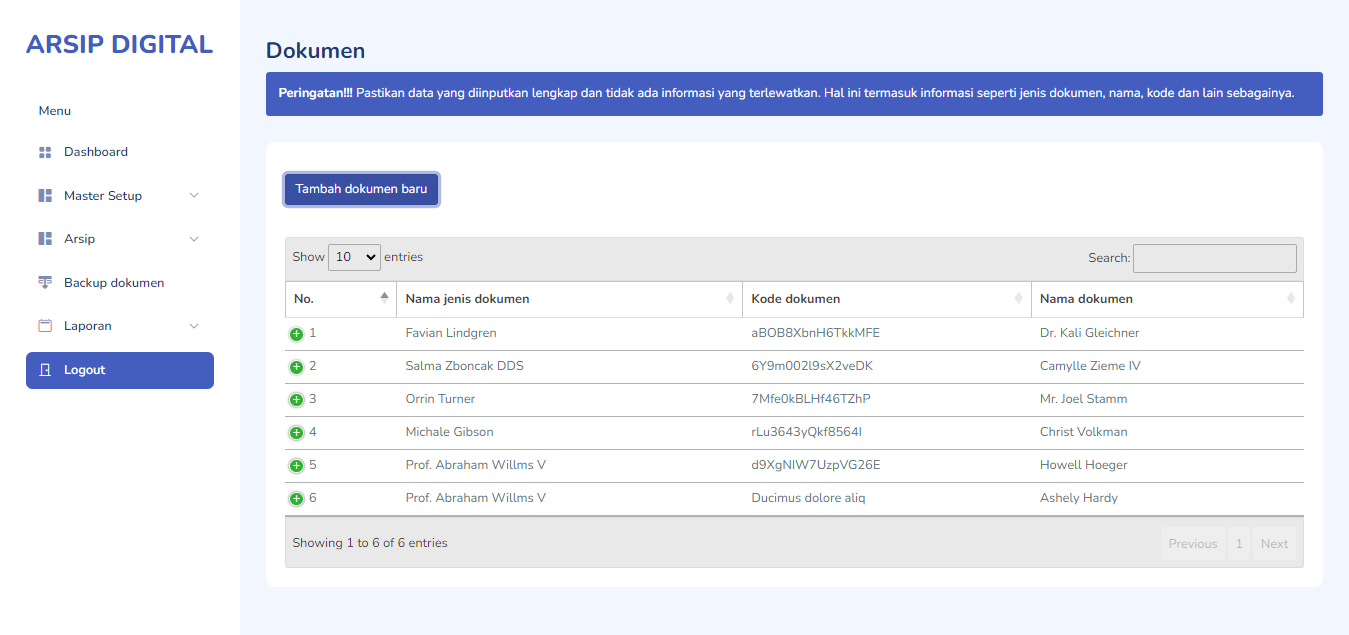 ARSIP DIGITAL
Menu
Dashboard
Master Setup
Arsip
Backup dokumen
Laporan
Logout
Dokumen
Peringatan!!! Pastikan data yang diinputkan lengkap dan tidak ada informasi yang terlewatkan. Hal ini termasuk informasi seperti jenis dokumen, nama, kode dan lain sebagainya.
Tambah dokumen baru
Show 10 entries Search:
No. Nama jenis dokumen Kode dokumen Nama dokumen
1 Favian Lindgren aBOB8XbnH6TkkMFE Dr. Kali Gleichner
2 Salma Zboncak DDS 6Y9m002l9sX2veDK Camylle Zieme IV
3 Orrin Turner 7Mfe0kBLHf46TZhP Mr. Joel Stamm
4 Michale Gibson rLu3643yQkf8564I Christ Volkman
5 Prof. Abraham Willms V d9XgNIW7UzpVG26E Howell Hoeger
6 Prof. Abraham Willms V Ducimus dolore aliq Ashely Hardy
Showing 1 to 6 of 6 entries Previous 1 Next